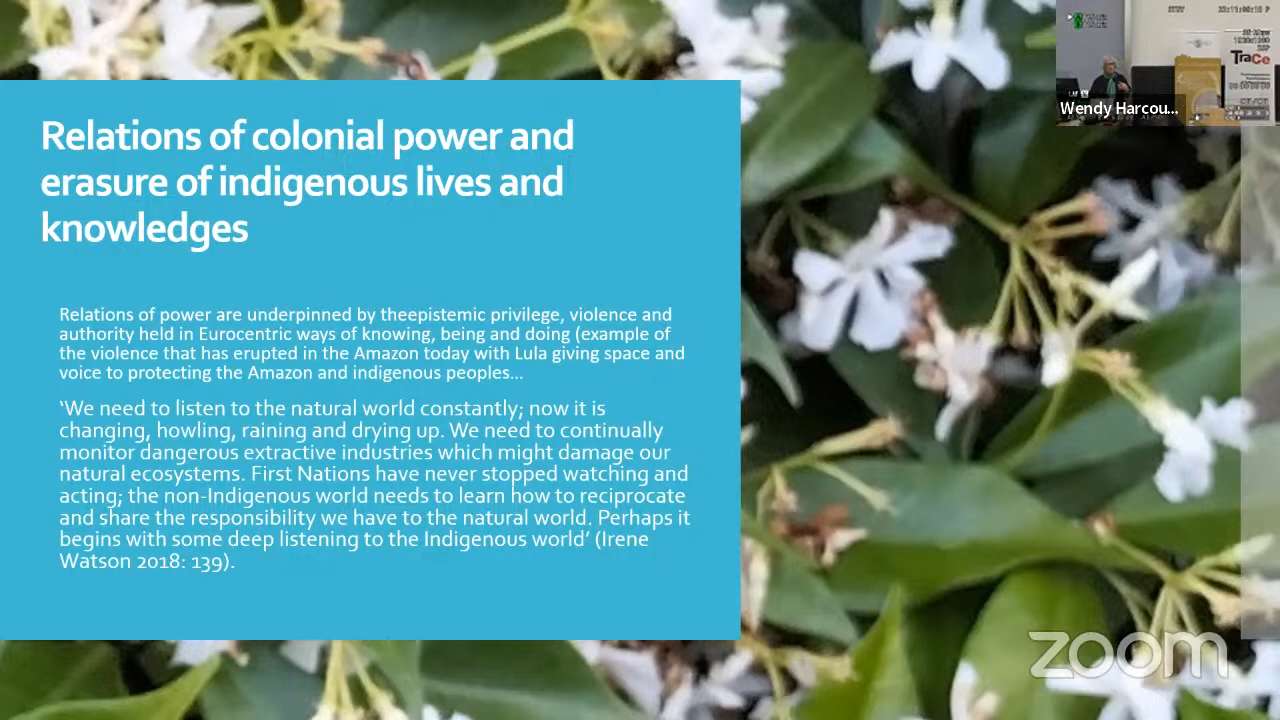 Relations of colonial power and
erasure of indigenous lives and
knowledges
Relations of power are underpinned by theepistemic privilege, violence and
authority held in Eurocentric ways of knowing, being and doing (example of
the violence that has erupted in the Amazon today with Lula giving space and
voice to protecting the Amazon and indigenous peoples...
‘We need to listen to the natural world constantly; now it is
changing, howling, raining and drying up. We need to continually
monitor dangerous extractive industries which might damage our
natural ecosystems. First Nations have never stopped watching and
acting; the non-Indigenous world needs to learn how to reciprocate
and share the responsibility we have to the natural world. Perhaps it
begins with some deep listening to the Indigenous world’ (Irene
Watson 2018: 139).
TraCe
Wendy Harcou...
zoom